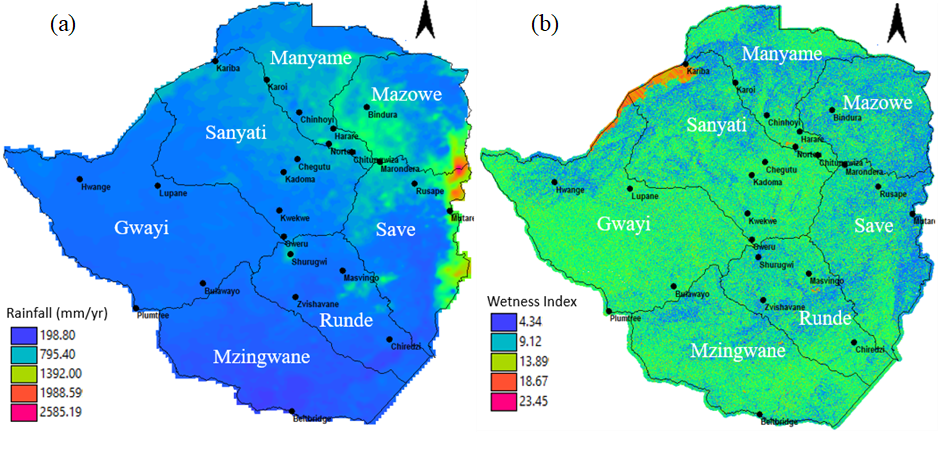 (a)
Manyame
Kariba
Karoi
Mazowe
Bindura
Chinhoyi
Sanyati
Harare
Norton
Chitungwiza
Marondera
Chegutu
Kadoma
Hwange
Lupane
Rusape
Mutare
Gwayi
Kwekwe
Save
Gweru
Shurugwi
Masvingo
Bulawayo
Zvishavane
Plumtree
Runde
Chiredzi
Mzingwane
Beitbridge
Rainfall (mm/yr)
198.80
795.40
1392.00
1988.59
2585.19
(b)
Manyame
Kariba
Karoi
Mazowe
Bindura
Chinhoyi
Sanyati
Harare
Norton
Chitungwiza
Marondera
Chegutu
Kadoma
Hwange
Lupane
Rusape
Mutare
Gwayi
Kwekwe
Save
Gweru
Shurugwi
Masvingo
Bulawayo
Zvishavane
Plumtree
Runde
Chiredzi
Mzingwane
Beitbridge
Wetness Index
4.34
9.12
13.89
18.67
23.45